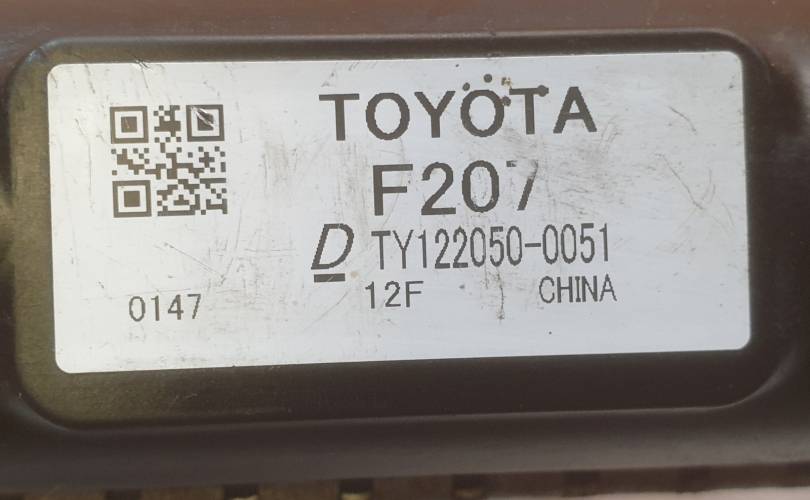 TOYOTA
F207
D TY122050-0051
0147 12F CHINA